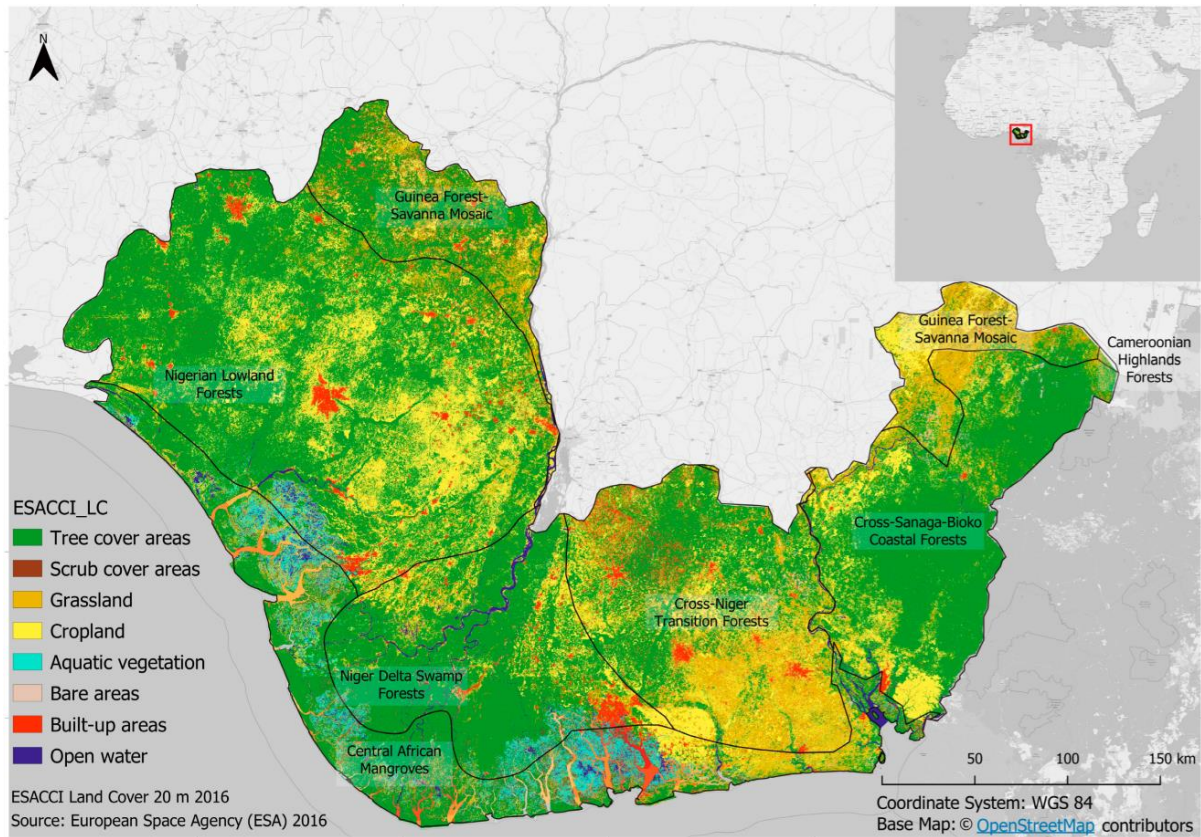 N
Guinea Forest-
Savanna Mosaic
Guinea Forest-
Savanna Mosaic
Cameroonian
Highlands
Forests
Nigerian Lowland
Forests
Cross-Sanaga-Bioko
Coastal Forests
Cross-Niger
Transition Forests
Niger Delta Swamp
Forests
Central African
Mangroves
ESACCI_LC
Tree cover areas
Scrub cover areas
Grassland
Cropland
Aquatic vegetation
Bare areas
Built-up areas
Open water
ESACCI Land Cover 20 m 2016
Source: European Space Agency (ESA) 2016
0 50 100 150 km
Coordinate System: WGS 84
Base Map: © OpenStreetMap contributors